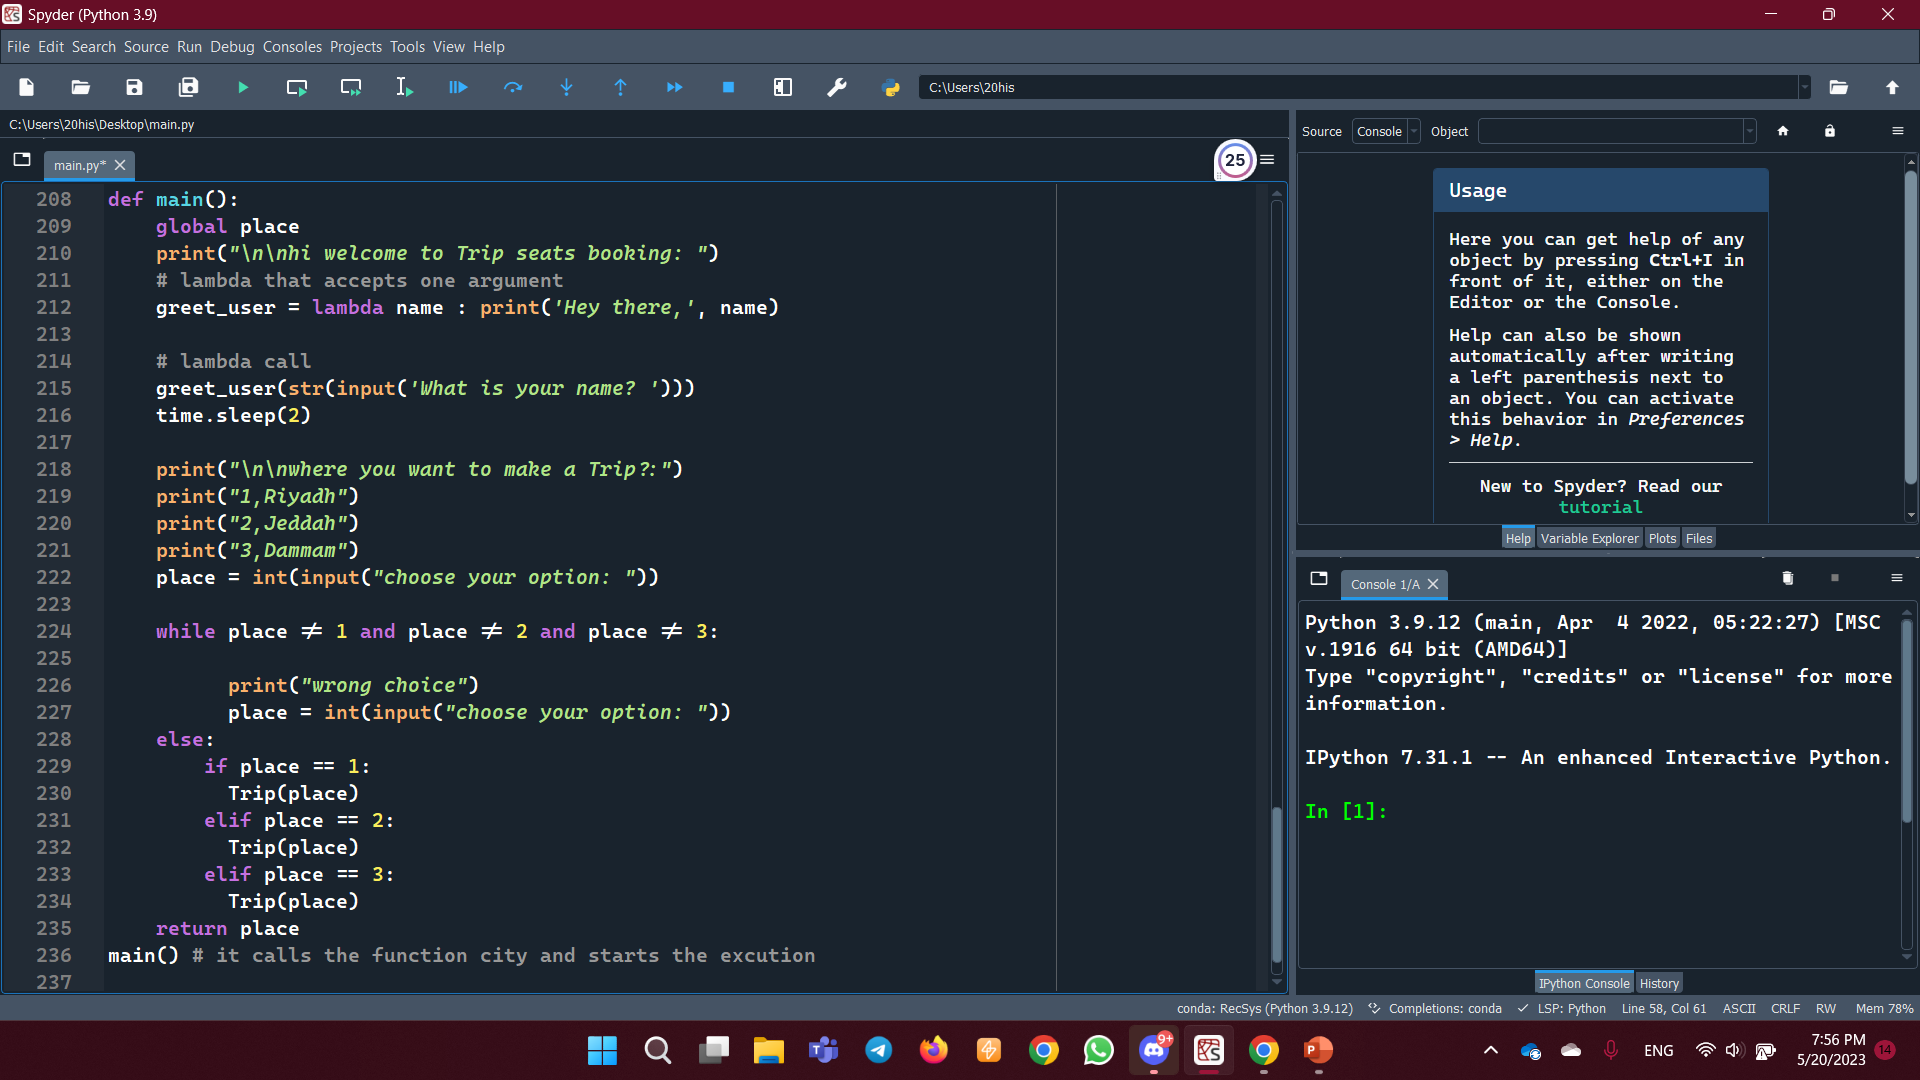 Spyder (Python 3.9)
File Edit Search Source Run Debug Consoles Projects Tools View Help
C:\Users\20his
C:\Users\20his\Desktop\main.py
main.py*
25
208 def main():
209 global place
210 print("\n\nhi welcome to Trip seats booking: ")
211 # lambda that accepts one argument
212 greet_user = lambda name : print('Hey there,', name)
213
214 # lambda call
215 greet_user(str(input('What is your name? ')))
216 time.sleep(2)
217
218 print("\n\nwhere you want to make a Trip?:")
219 print("1,Riyadh")
220 print("2,Jeddah")
221 print("3,Dammam")
222 place = int(input("choose your option: "))
223
224 while place != 1 and place != 2 and place != 3:
225
226 print("wrong choice")
227 place = int(input("choose your option: "))
228 else:
229 if place == 1:
230 Trip(place)
231 elif place == 2:
232 Trip(place)
233 elif place == 3:
234 Trip(place)
235 return place
236 main() # it calls the function city and starts the excution
237
Source Console Object
Usage
Here you can get help of any
object by pressing Ctrl+I in
front of it, either on the
Editor or the Console.
Help can also be shown
automatically after writing
a left parenthesis next to
an object. You can activate
this behavior in Preferences
> Help.
New to Spyder? Read our
tutorial
Help Variable Explorer Plots Files
Console 1/A
Python 3.9.12 (main, Apr  4 2022, 05:22:27) [MSC
v.1916 64 bit (AMD64)]
Type "copyright", "credits" or "license" for more
information.
IPython 7.31.1 -- An enhanced Interactive Python.
In [1]:
IPython Console History
conda: RecSys (Python 3.9.12) Completions: conda LSP: Python Line 58, Col 61 ASCII CRLF RW Mem 78%
9+
ENG
7:56 PM
5/20/2023
14